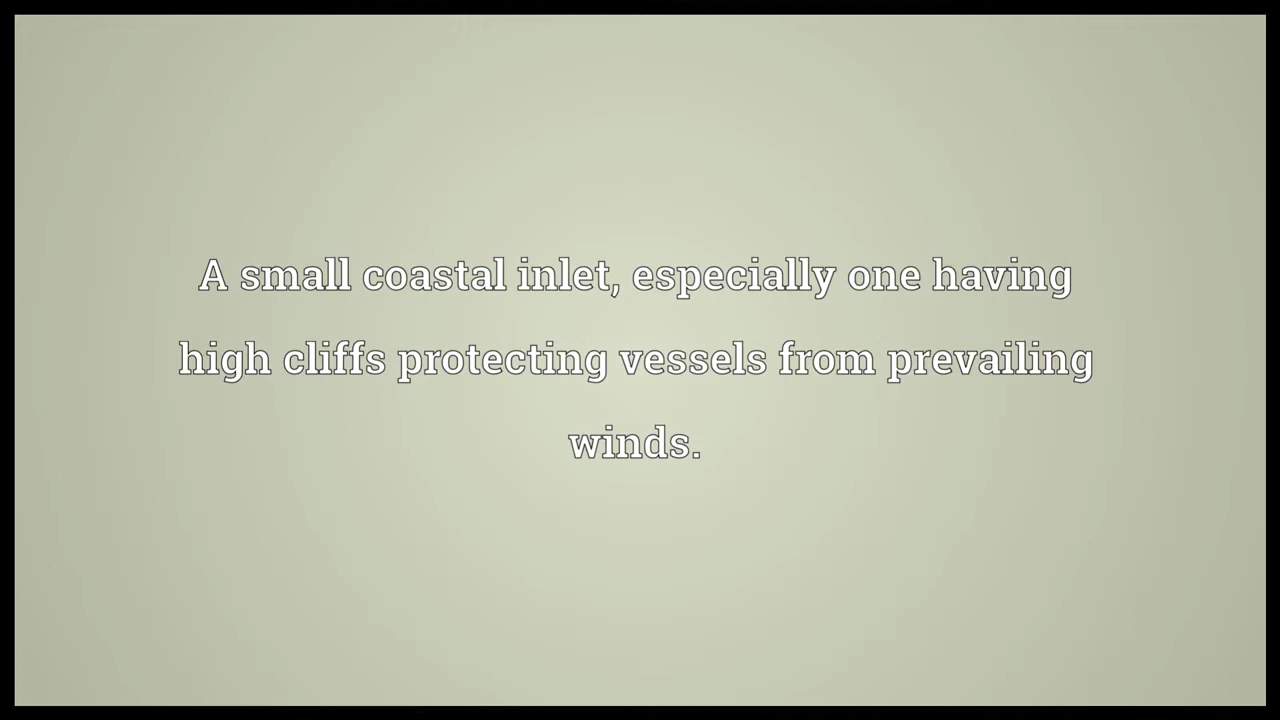 A small coastal inlet, especially one having
high cliffs protecting vessels from prevailing
winds.